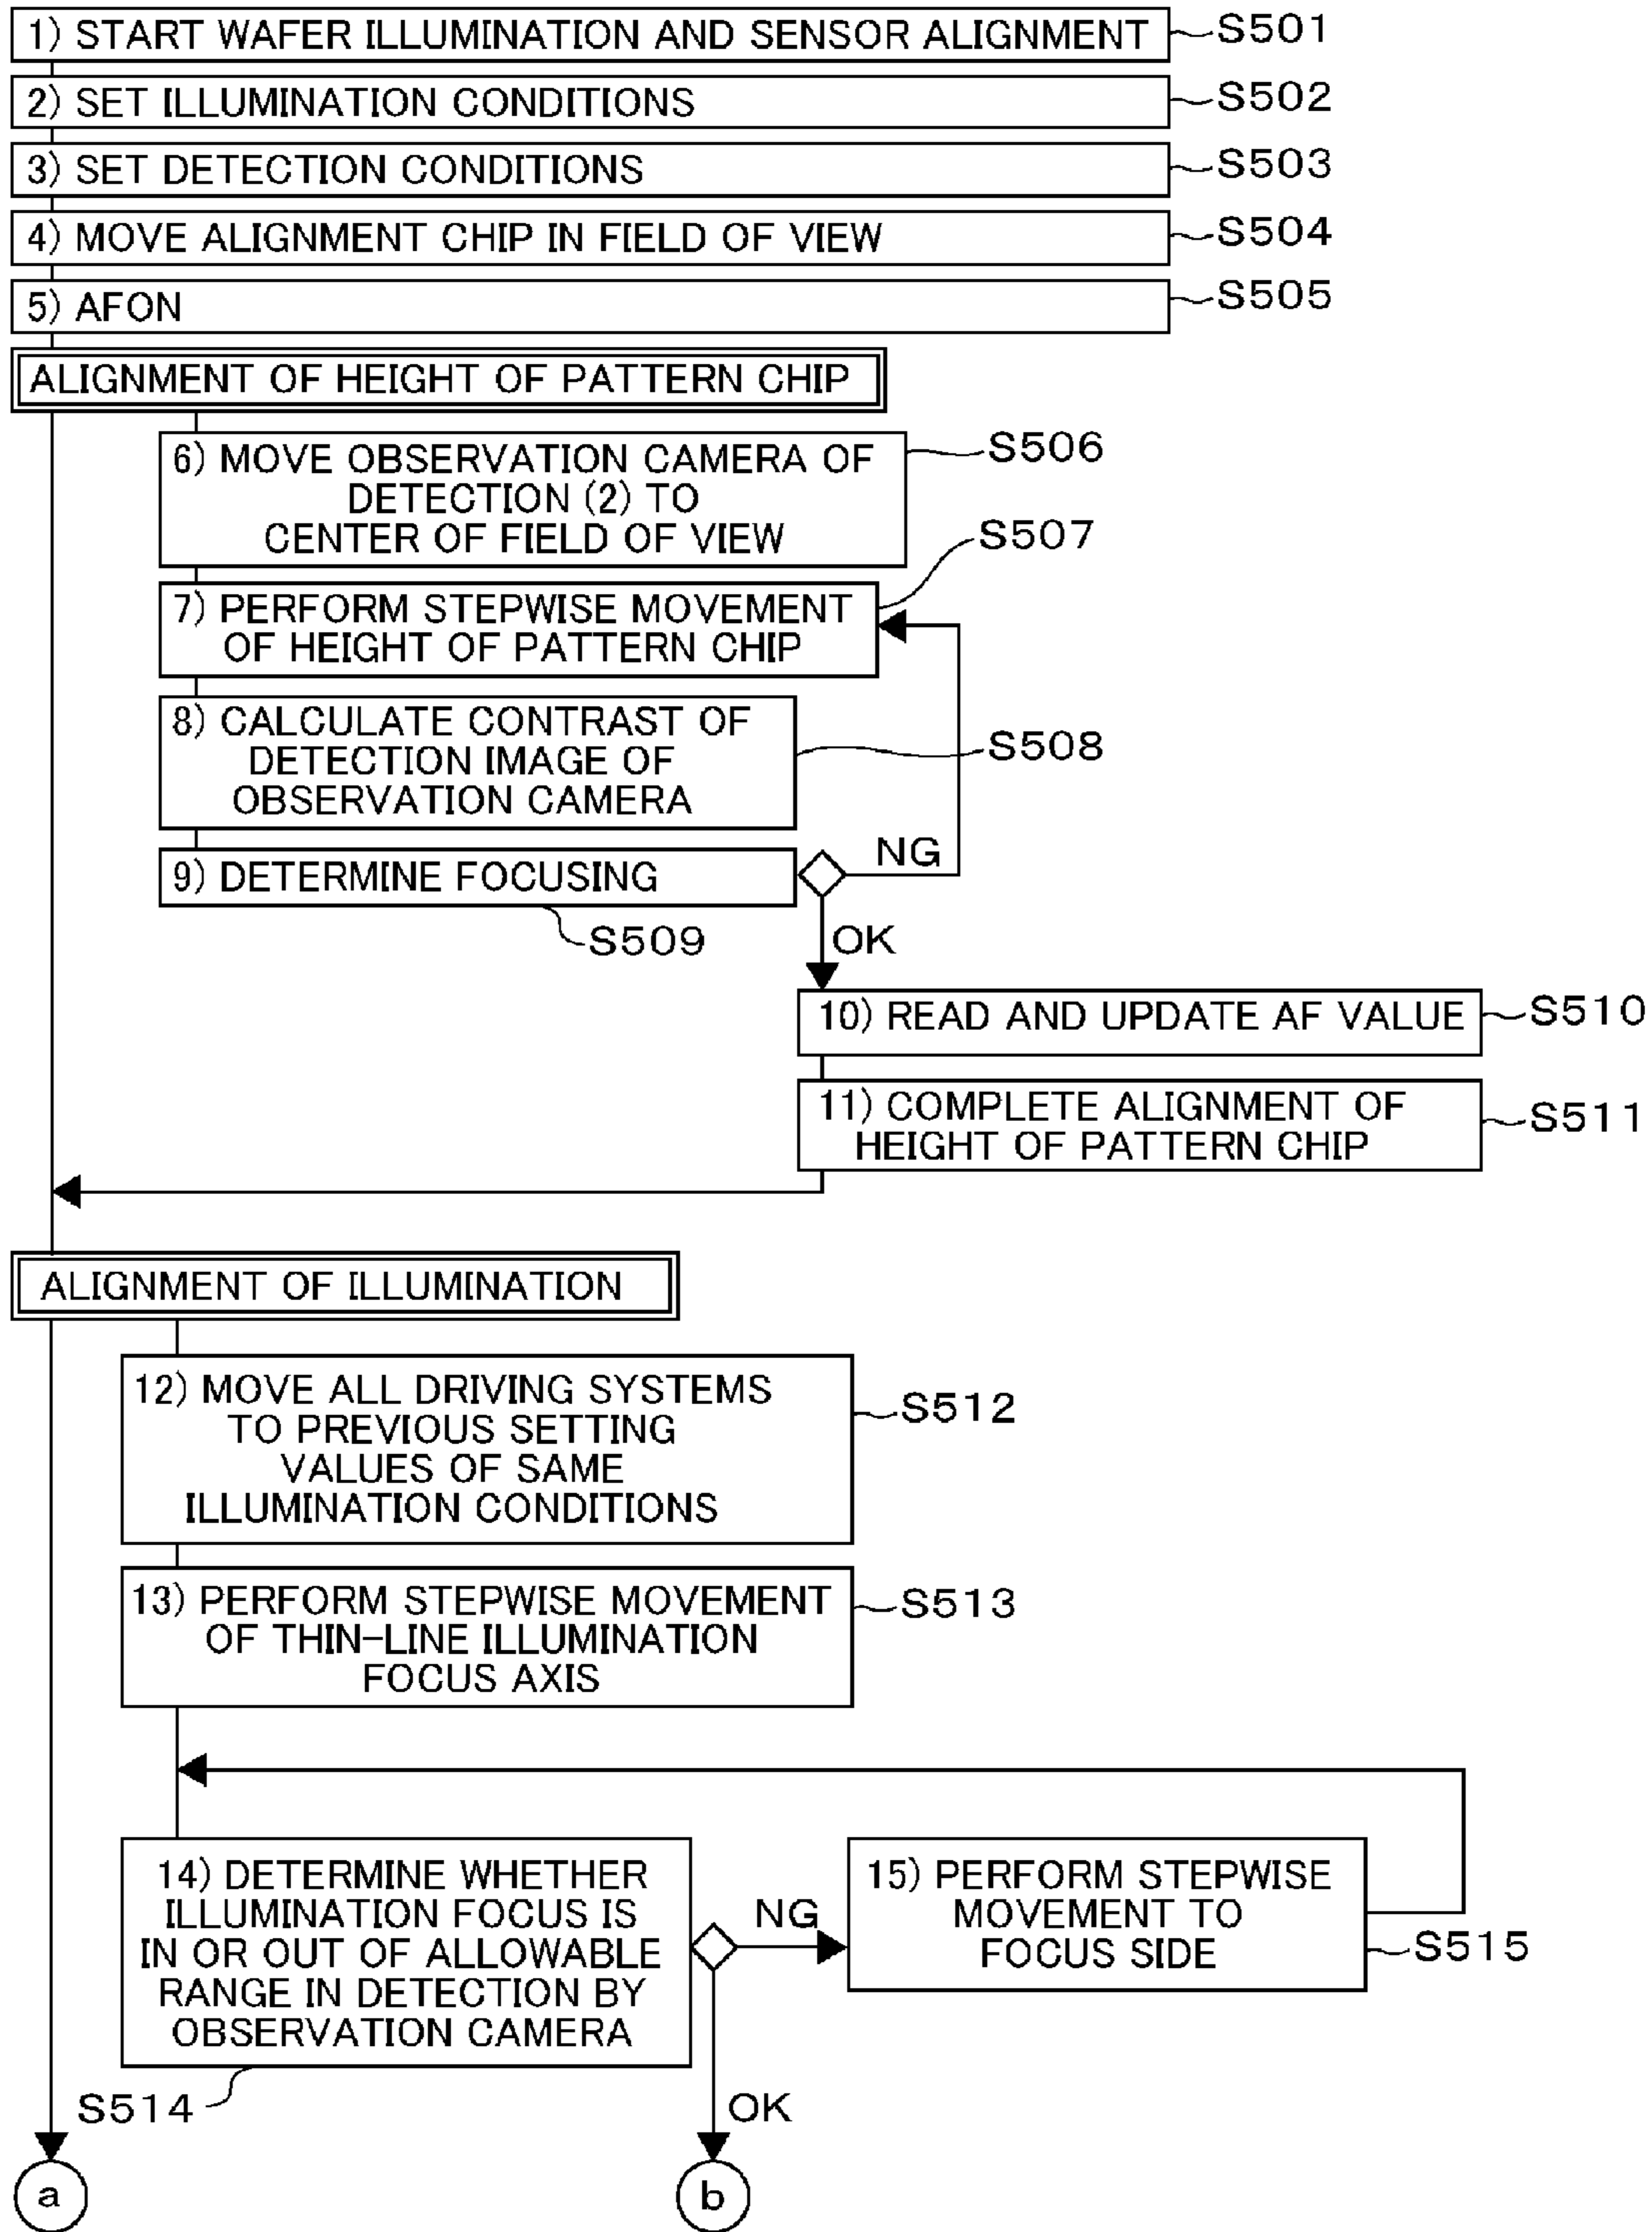 1) START WAFER ILLUMINATION AND SENSOR ALIGNMENT
S501
2) SET ILLUMINATION CONDITIONS
S502
3) SET DETECTION CONDITIONS
S503
4) MOVE ALIGNMENT CHIP IN FIELD OF VIEW
S504
5) AFON
S505
ALIGNMENT OF HEIGHT OF PATTERN CHIP
6) MOVE OBSERVATION CAMERA OF
DETECTION (2) TO
CENTER OF FIELD OF VIEW
S506
7) PERFORM STEPWISE MOVEMENT
OF HEIGHT OF PATTERN CHIP
S507
8) CALCULATE CONTRAST OF
DETECTION IMAGE OF
OBSERVATION CAMERA
S508
9) DETERMINE FOCUSING
NG
S509
OK
10) READ AND UPDATE AF VALUE
S510
11) COMPLETE ALIGNMENT OF
HEIGHT OF PATTERN CHIP
S511
ALIGNMENT OF ILLUMINATION
12) MOVE ALL DRIVING SYSTEMS
TO PREVIOUS SETTING
VALUES OF SAME
ILLUMINATION CONDITIONS
S512
13) PERFORM STEPWISE MOVEMENT
OF THIN-LINE ILLUMINATION
FOCUS AXIS
S513
14) DETERMINE WHETHER
ILLUMINATION FOCUS IS
IN OR OUT OF ALLOWABLE
RANGE IN DETECTION BY
OBSERVATION CAMERA
S514
NG
15) PERFORM STEPWISE
MOVEMENT TO
FOCUS SIDE
S515
OK
a
b